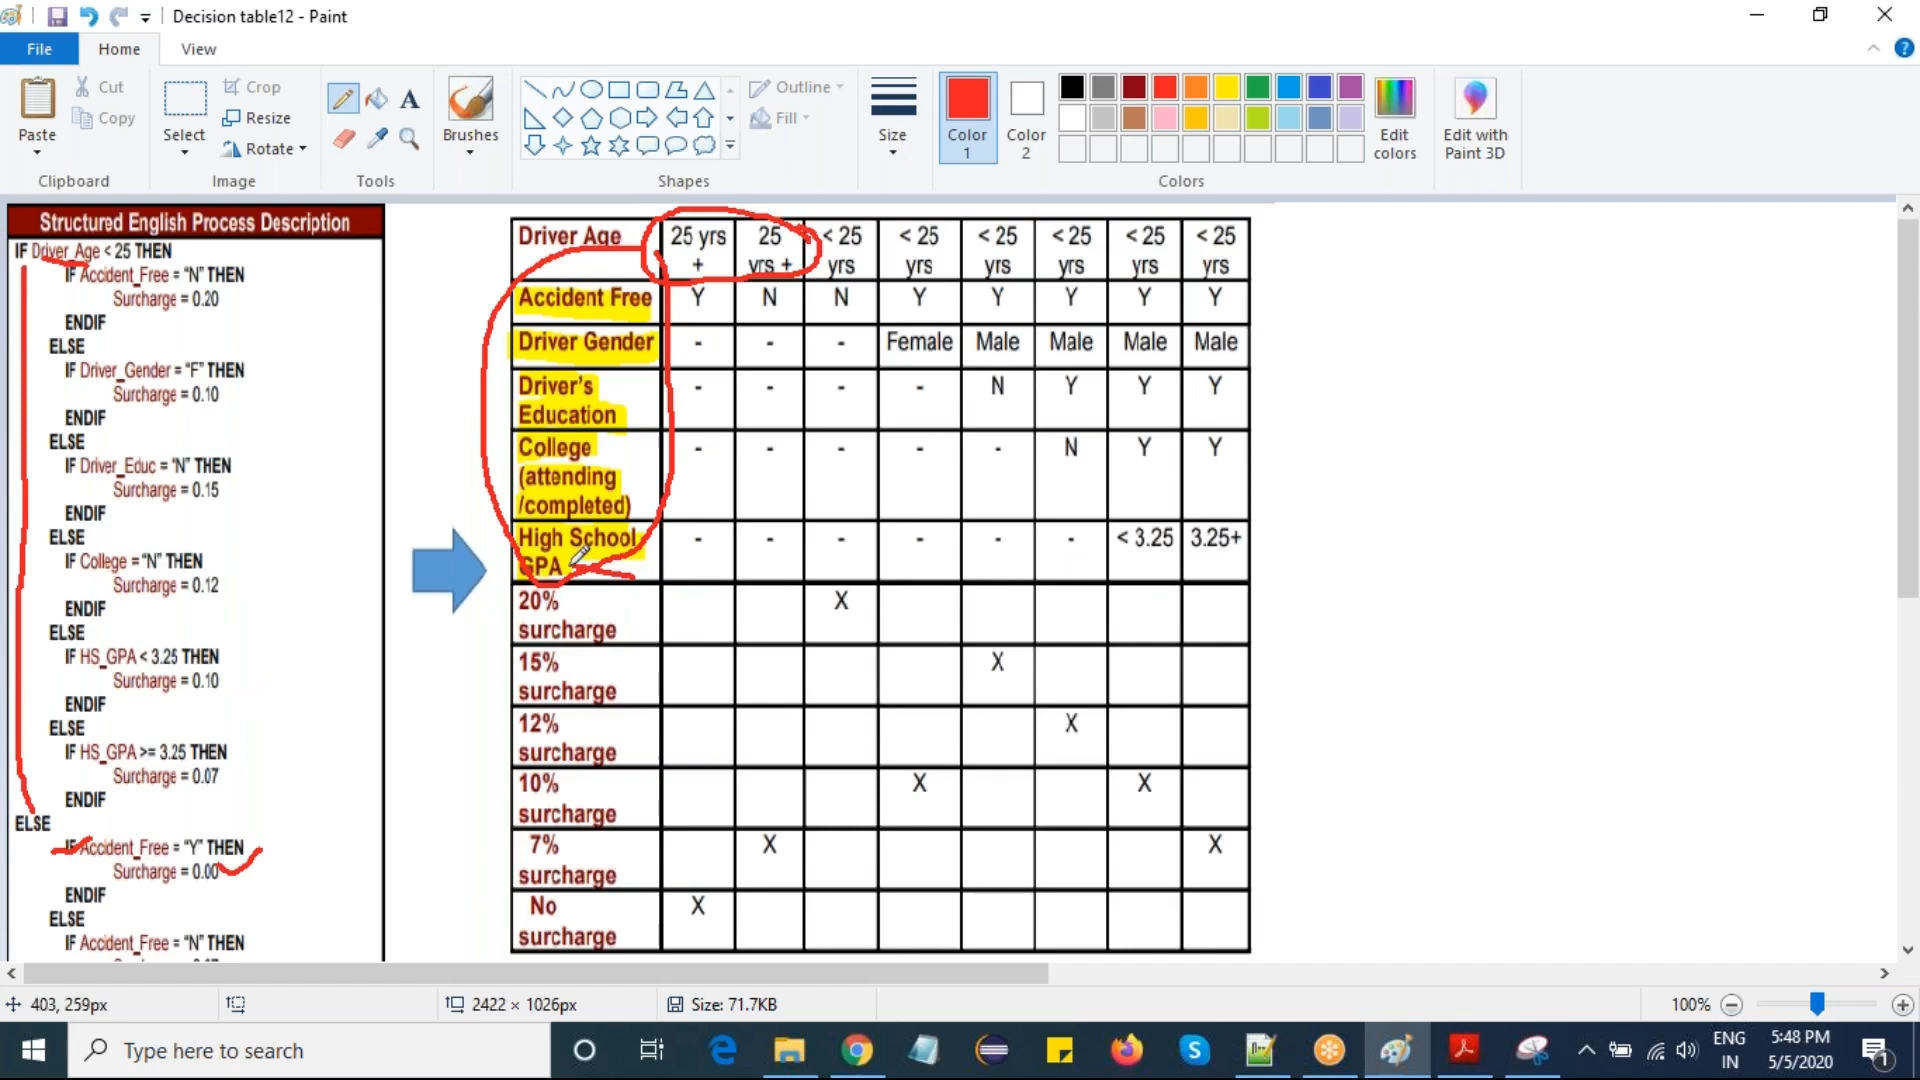 Decision table12 - Paint
File Home View
Paste
Cut
Copy
Clipboard
Select
Crop
Resize
Rotate
Image
A
Tools
Brushes
Shapes
Outline
Fill
Size
Color
1
Color
2
Edit
colors
Edit with
Paint 3D
Colors
Structured English Process Description
IF Driver_Age < 25 THEN
IF Accident_Free = “N” THEN
Surcharge = 0.20
ENDIF
ELSE
IF Driver_Gender = “F” THEN
Surcharge = 0.10
ENDIF
ELSE
IF Driver_Educ = “N” THEN
Surcharge = 0.15
ENDIF
ELSE
IF College = “N” THEN
Surcharge = 0.12
ENDIF
ELSE
IF HS_GPA < 3.25 THEN
Surcharge = 0.10
ENDIF
ELSE
IF HS_GPA >= 3.25 THEN
Surcharge = 0.07
ENDIF
ELSE
IF Accident_Free = “Y” THEN
Surcharge = 0.00
ENDIF
ELSE
IF Accident_Free = “N” THEN
Driver Age 25 yrs 25 < 25 < 25 < 25 < 25 < 25 < 25
+ yrs + yrs yrs yrs yrs yrs yrs
Accident Free Y N N Y Y Y Y Y
Driver Gender - - - Female Male Male Male Male
Driver’s - - - - N Y Y Y
Education
College - - - - - N Y Y
(attending
/completed)
High School - - - - - - < 3.25 3.25+
GPA
20% X
surcharge
15% X
surcharge
12% X
surcharge
10% X X
surcharge
7% X X
surcharge
No X
surcharge
403, 259px 2422 × 1026px Size: 71.7KB 100%
Type here to search
ENG 5:48 PM
IN 5/5/2020
1